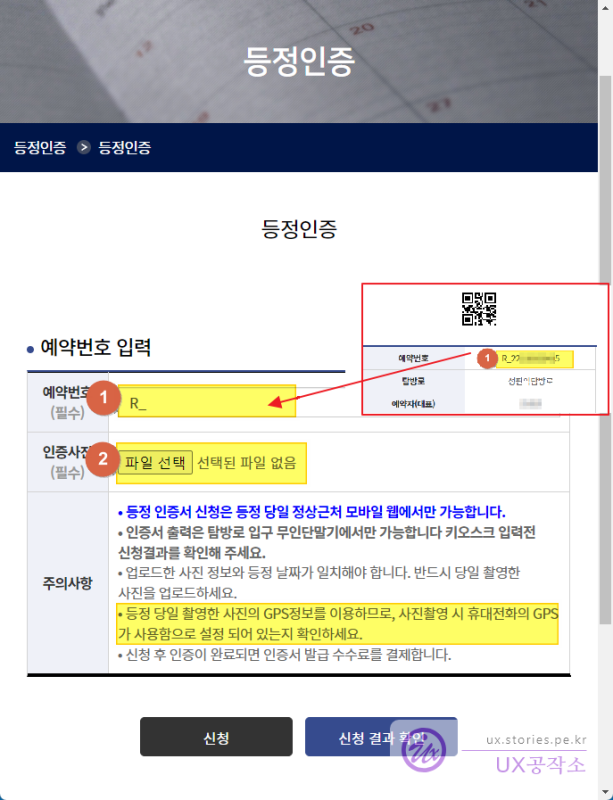 20
21
13
27
등정인증
등정인증 > 등정인증
등정인증
• 예약번호 입력
예약번호 1 R_22 5
탐방로 성판악탐방로
예약자(대표)
예약번호
(필수)
1
R_
인증사진
(필수)
2
파일 선택 선택된 파일 없음
주의사항
• 등정 인증서 신청은 등정 당일 정상근처 모바일 웹에서만 가능합니다.
• 인증서 출력은 탐방로 입구 무인단말기에서만 가능합니다 키오스크 입력전
신청결과를 확인해 주세요.
• 업로드한 사진 정보와 등정 날짜가 일치해야 합니다. 반드시 당일 촬영한
사진을 업로드하세요.
• 등정 당일 촬영한 사진의 GPS정보를 이용하므로, 사진촬영 시 휴대전화의 GPS
가 사용함으로 설정 되어 있는지 확인하세요.
• 신청 후 인증이 완료되면 인증서 발급 수수료를 결제합니다.
신청
신청 결과 확인
Ux
ux.stories.pe.kr
UX공작소